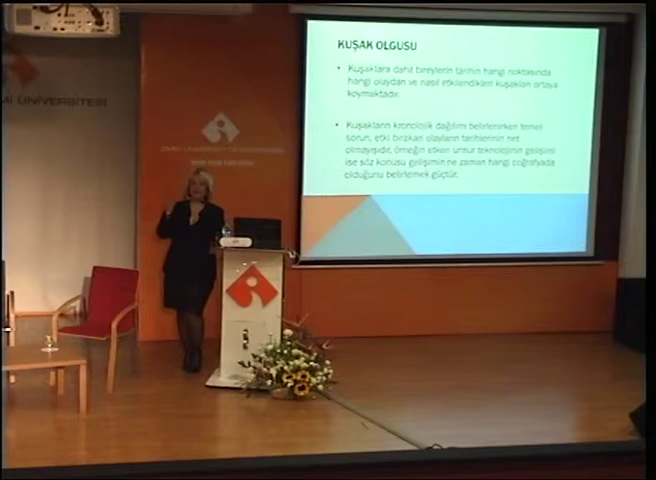 KUŞAK OLGUSU
• Kuşaklara dahil bireylerin tarihin hangi noktasında
hangi olaydan ve nasıl etkilendikleri kuşakları ortaya
koymaktadır.
• Kuşakların kronolojik dağılımı belirlenirken temel
sorun, etki bırakan olayların tarihlerinin net
olmayışıdır. Örneğin etken unsur teknolojinin gelişimi
ise söz konusu gelişimin ne zaman hangi coğrafyada
olduğunu belirlemek güçtür.
ÜNİVERSİTESİ